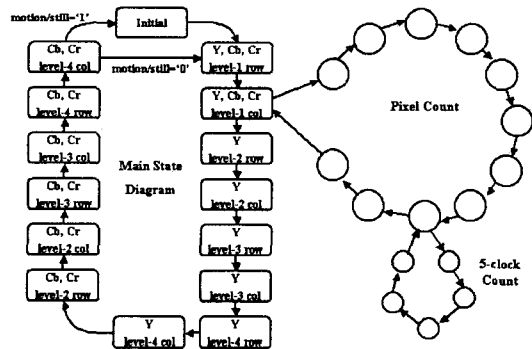 motion/still='1'
Initial
Cb, Cr
level-4 col
motion/still='0'
Y, Cb, Cr
level-1 row
Cb, Cr
level-4 row
Y, Cb, Cr
level-1 col
Pixel Count
Cb, Cr
level-3 col
Main State
Diagram
Y
level-2 row
Cb, Cr
level-3 row
Y
level-2 col
Cb, Cr
level-2 col
Y
level-3 row
Cb, Cr
level-2 row
Y
level-3 col
5-clock
Count
Y
level-4 col
Y
level-4 row